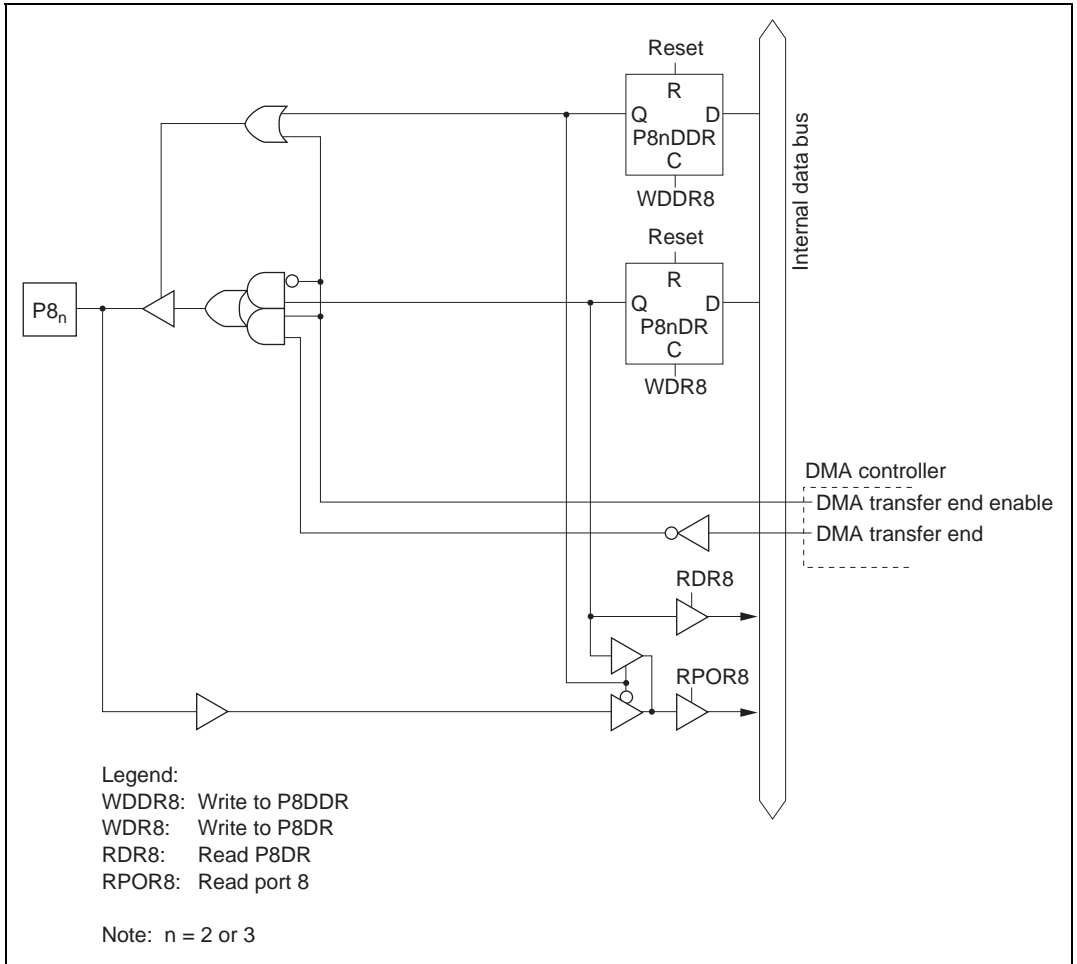 Reset
R
Q D
P8nDDR
C
WDDR8
Reset
R
Q D
P8nDR
C
WDR8
Internal data bus
P8n
DMA controller
DMA transfer end enable
DMA transfer end
RDR8
RPOR8
Legend:
WDDR8: Write to P8DDR
WDR8: Write to P8DR
RDR8: Read P8DR
RPOR8: Read port 8
Note: n = 2 or 3